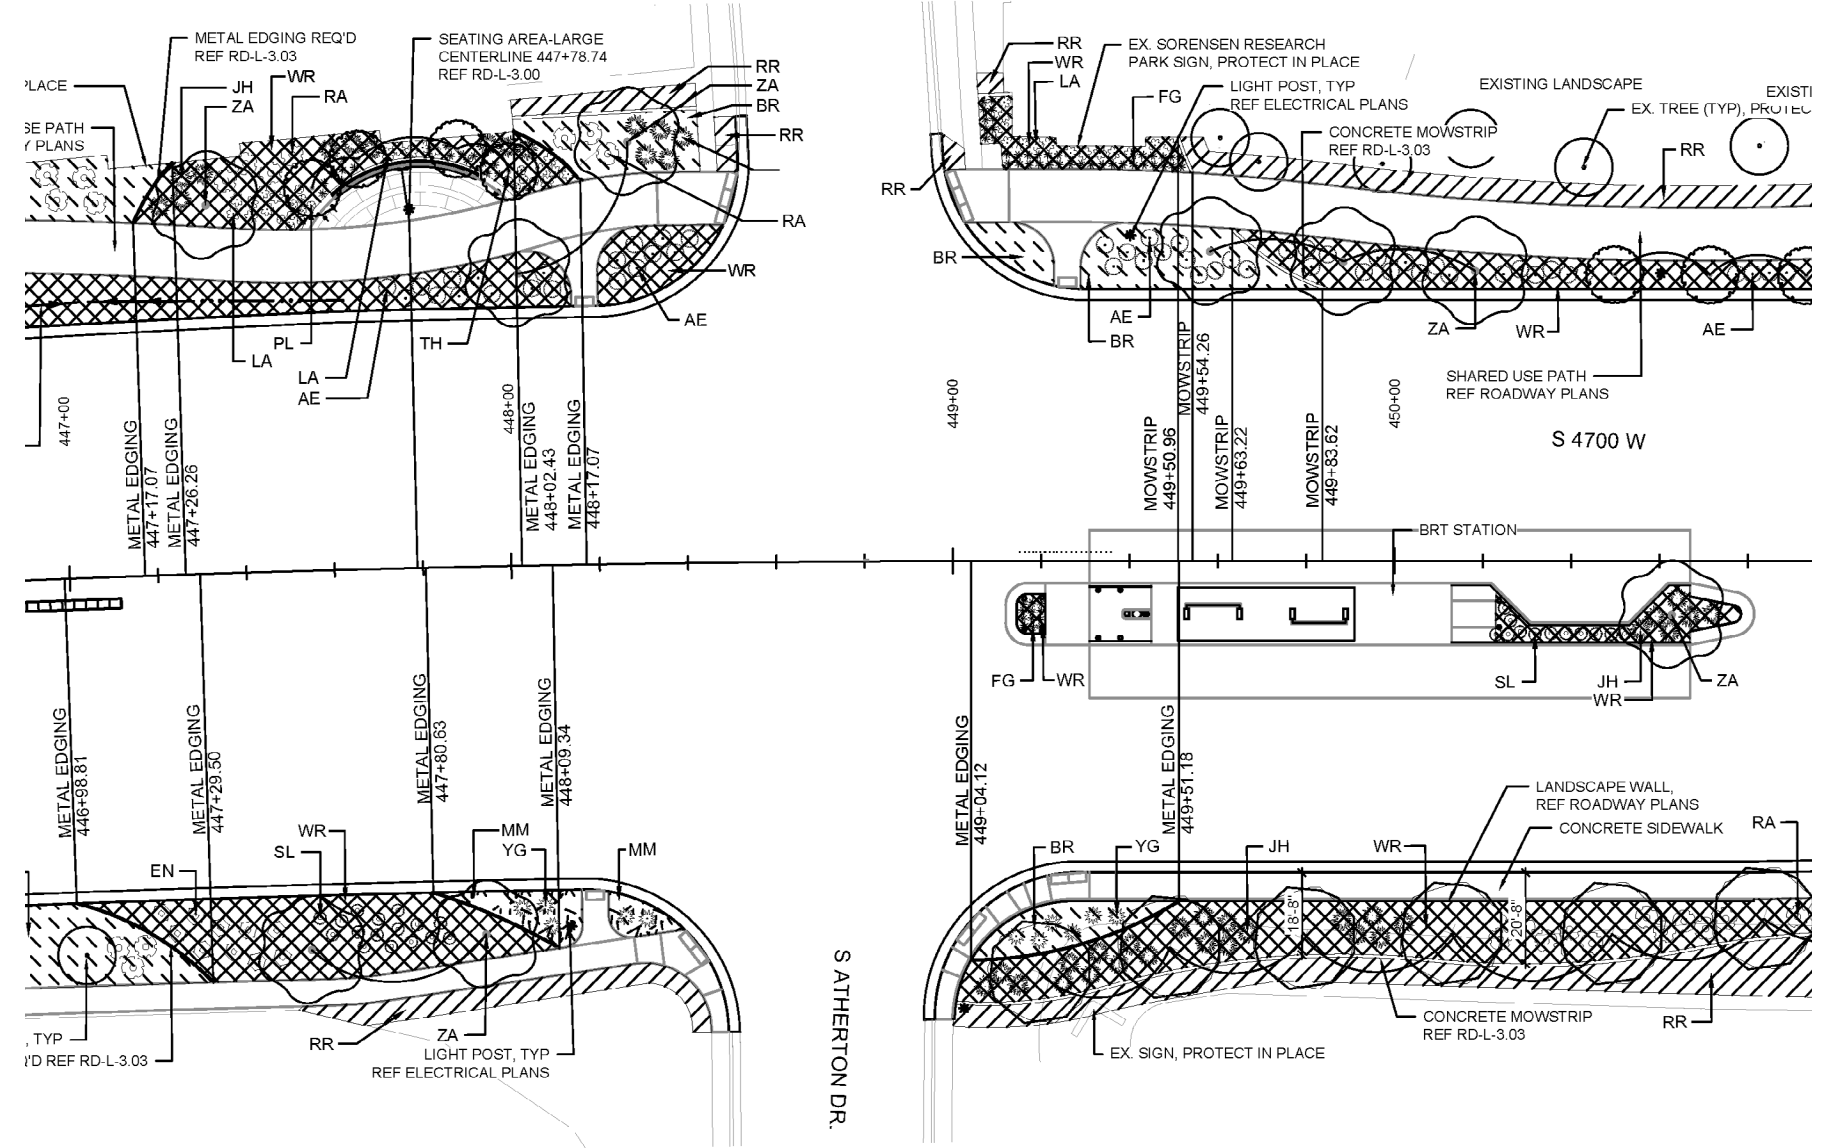 METAL EDGING REQ'D
REF RD-L-3.03
SEATING AREA-LARGE
CENTERLINE 447+78.74
REF RD-L-3.00
PLACE
SE PATH
Y PLANS
JH
ZA
WR
RA
RR
ZA
BR
RR
RA
WR
AE
PL
LA
LA
AE
TH
RR
WR
LA
EX. SORENSEN RESEARCH
PARK SIGN, PROTECT IN PLACE
LIGHT POST, TYP
REF ELECTRICAL PLANS
FG
CONCRETE MOWSTRIP
REF RD-L-3.03
EXISTING LANDSCAPE
EXISTI
EX. TREE (TYP), PROTEC
RR
RR
BR
AE
BR
ZA
WR
AE
SHARED USE PATH
REF ROADWAY PLANS
447+00
448+00
449+00
450+00
METAL EDGING
447+17.07
METAL EDGING
447+26.26
METAL EDGING
448+02.43
METAL EDGING
448+17.07
MOWSTRIP
449+50.96
MOWSTRIP
449+54.26
MOWSTRIP
449+63.22
MOWSTRIP
449+83.62
S 4700 W
BRT STATION
FG
WR
SL
JH
WR
ZA
METAL EDGING
446+98.81
METAL EDGING
447+29.50
METAL EDGING
447+80.63
METAL EDGING
448+09.34
METAL EDGING
449+04.12
METAL EDGING
449+51.18
EN
SL
WR
MM
YG
MM
RR
ZA
LIGHT POST, TYP
REF ELECTRICAL PLANS
, TYP
'D REF RD-L-3.03
S ATHERTON DR.
BR
YG
JH
WR
LANDSCAPE WALL,
REF ROADWAY PLANS
CONCRETE SIDEWALK
RA
18'-8"
20'-8"
CONCRETE MOWSTRIP
REF RD-L-3.03
RR
EX. SIGN, PROTECT IN PLACE